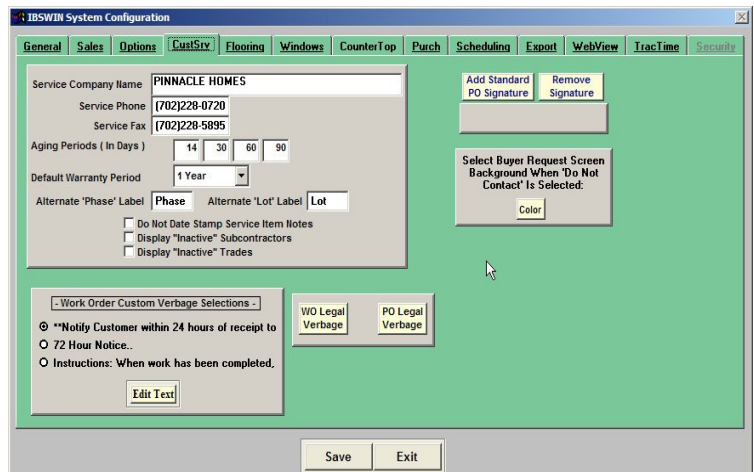 IBSWIN System Configuration
General Sales Options CustSrv Flooring Windows CounterTop Purch Scheduling Export WebView TracTime Security
Service Company Name PINNACLE HOMES
Service Phone (702)228-0720
Service Fax (702)228-5895
Aging Periods ( In Days ) 14 30 60 90
Default Warranty Period 1 Year
Alternate 'Phase' Label Phase Alternate 'Lot' Label Lot
Do Not Date Stamp Service Item Notes
Display "Inactive" Subcontractors
Display "Inactive" Trades
Add Standard
PO Signature
Remove
Signature
Select Buyer Request Screen
Background When 'Do Not
Contact' Is Selected:
Color
- Work Order Custom Verbage Selections -
**Notify Customer within 24 hours of receipt to
72 Hour Notice..
Instructions: When work has been completed,
Edit Text
WO Legal
Verbage
PO Legal
Verbage
Save Exit